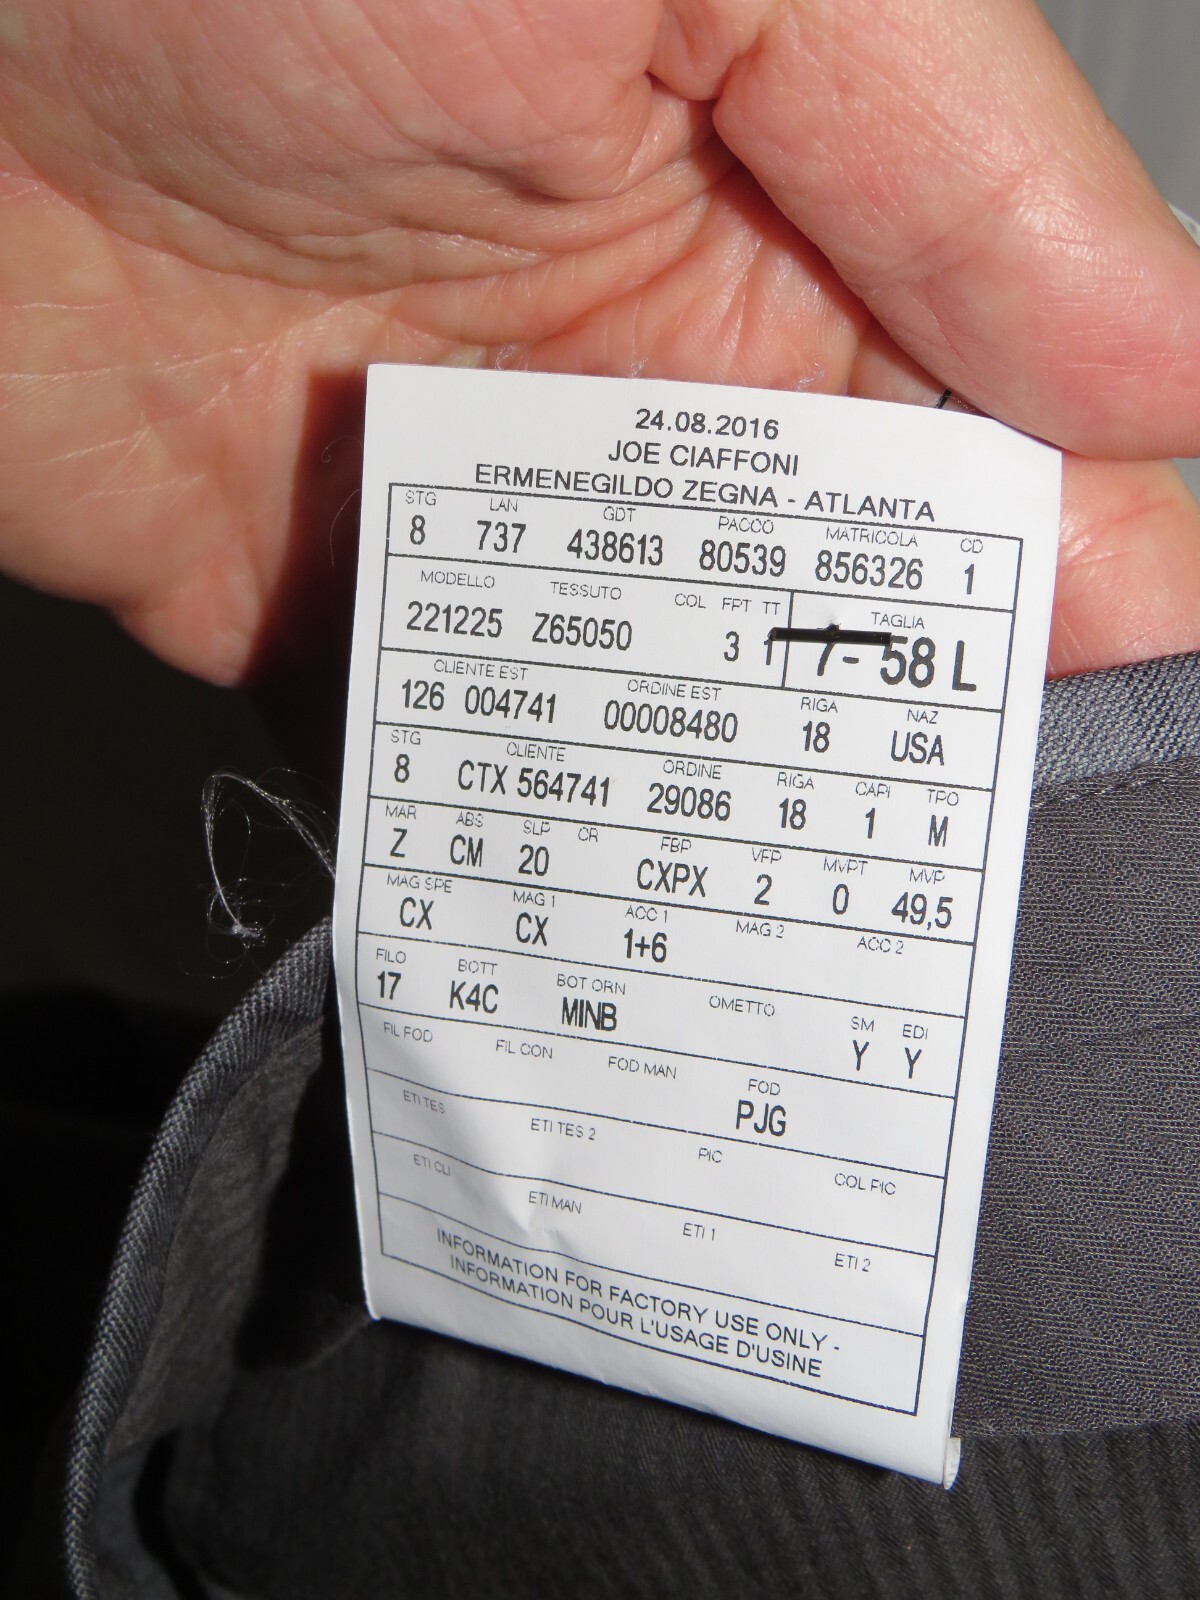 24.08.2016
JOE CIAFFONI
ERMENEGILDO ZEGNA - ATLANTA
STG LAN GDT PACCO MATRICOLA CD
8 737 438613 80539 856326 1
MODELLO TESSUTO COL FPT TT TAGLIA
221225 Z65050 3 1 7- 58 L
CLIENTE EST ORDINE EST RIGA NAZ
126 004741 00008480 18 USA
STG CLIENTE ORDINE RIGA CAPI TPO
8 CTX 564741 29086 18 1 M
MAR ABS SLP CR FBP VFP MVPT MVP
Z CM 20 CXPX 2 0 49,5
MAG SPE MAG 1 ACC 1 MAG 2 ACC 2
CX CX 1+6
FILO BOTT BOT ORN OMETTO SM EDI
17 K4C MINB Y Y
FIL FOD FIL CON FOD MAN FOD
PJG
ETI TES ETI TES 2 PIC COL PIC
ETI CLI ETI MAN ETI 1 ETI 2
INFORMATION FOR FACTORY USE ONLY -
INFORMATION POUR L'USAGE D'USINE